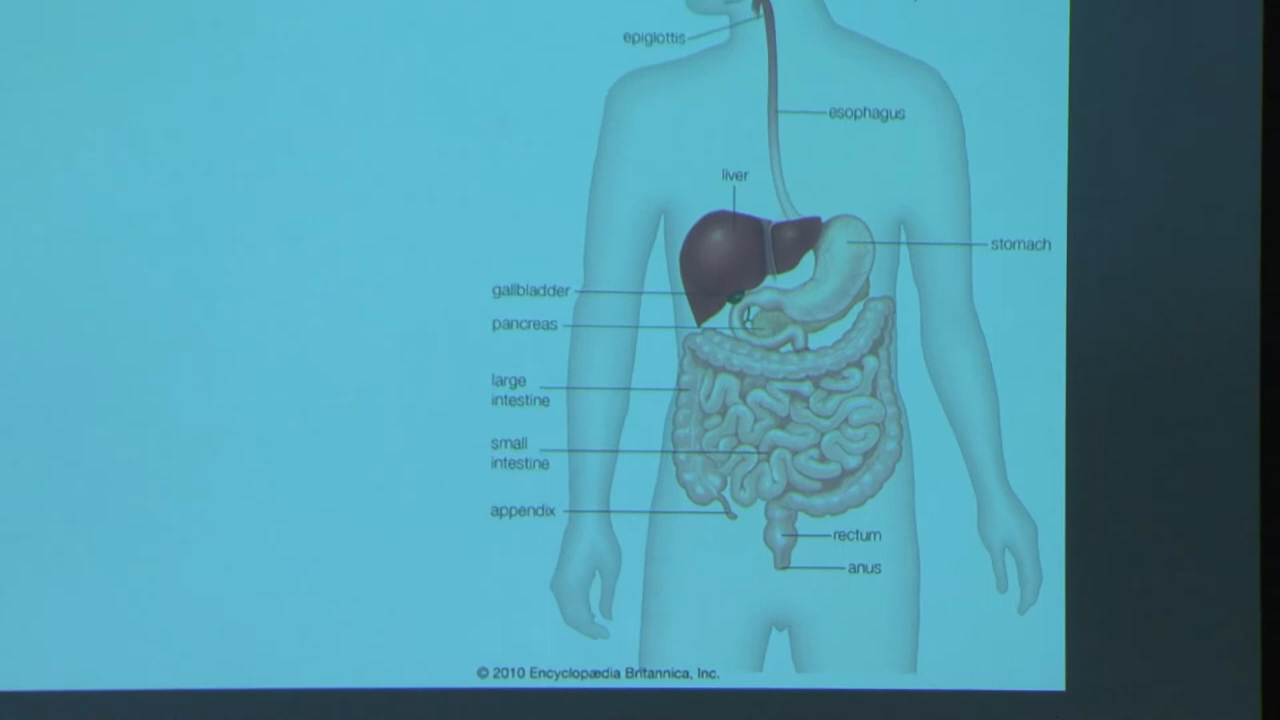 epiglottis
esophagus
liver
stomach
gallbladder
pancreas
large
intestine
small
intestine
appendix
rectum
anus
© 2010 Encyclopædia Britannica, Inc.